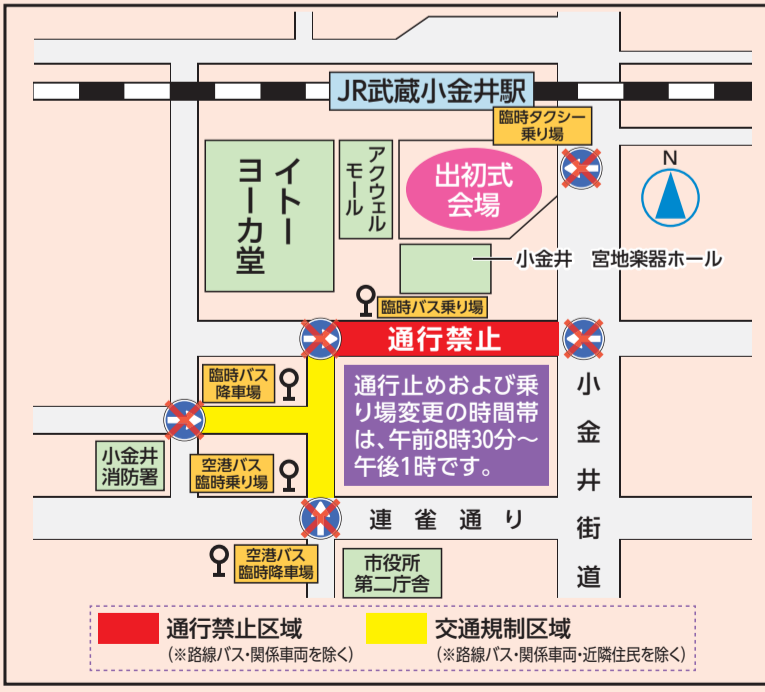 JR武蔵小金井駅
臨時タクシー
乗り場
イトー
ヨーカ堂
アクウェル
モール
出初式
会場
N
小金井 宮地楽器ホール
臨時バス乗り場
通行禁止
臨時バス
降車場
通行止めおよび乗
り場変更の時間帯
は、午前8時30分～
午後1時です。
小金井街道
小金井
消防署
空港バス
臨時乗り場
連雀通り
空港バス
臨時降車場
市役所
第二庁舎
通行禁止区域
(※路線バス・関係車両を除く)
交通規制区域
(※路線バス・関係車両・近隣住民を除く)